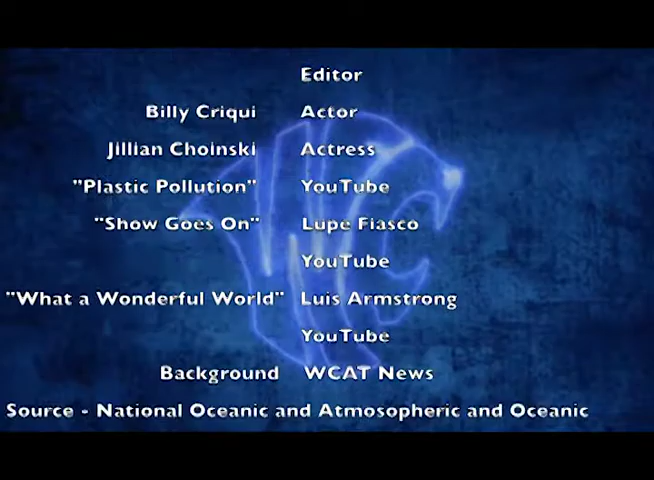 Editor
Billy Criqui Actor
Jillian Choinski Actress
"Plastic Pollution" YouTube
"Show Goes On" Lupe Fiasco
YouTube
"What a Wonderful World" Luis Armstrong
YouTube
Background WCAT News
Source - National Oceanic and Atmosopheric and Oceanic